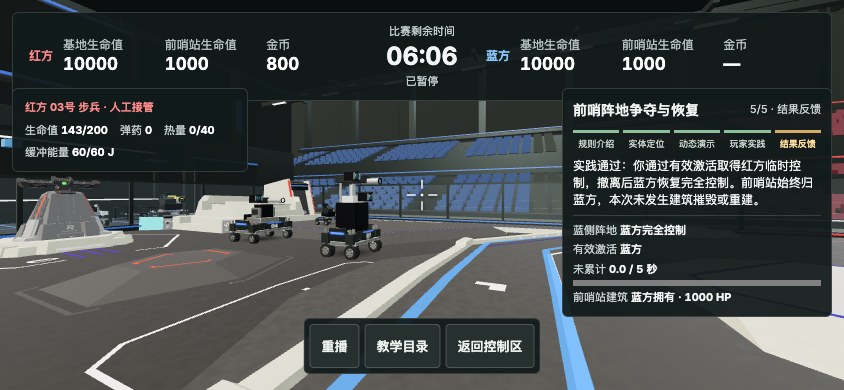 比赛剩余时间
红方 基地生命值 前哨站生命值 金币
10000 1000 800
06:06
已暂停
蓝方 基地生命值 前哨站生命值 金币
10000 1000 —
红方 03号 步兵 · 人工接管
生命值 143/200 弹药 0 热量 0/40
缓冲能量 60/60 J
前哨阵地争夺与恢复 5/5 · 结果反馈
规则介绍 实体定位 动态演示 玩家实践 结果反馈
实践通过：你通过有效激活取得红方临时控
制，撤离后蓝方恢复完全控制。前哨站始终归
蓝方，本次未发生建筑摧毁或重建。
蓝侧阵地 蓝方完全控制
有效激活 蓝方
未累计 0.0 / 5 秒
前哨站建筑 蓝方拥有 · 1000 HP
重播 教学目录 返回控制区